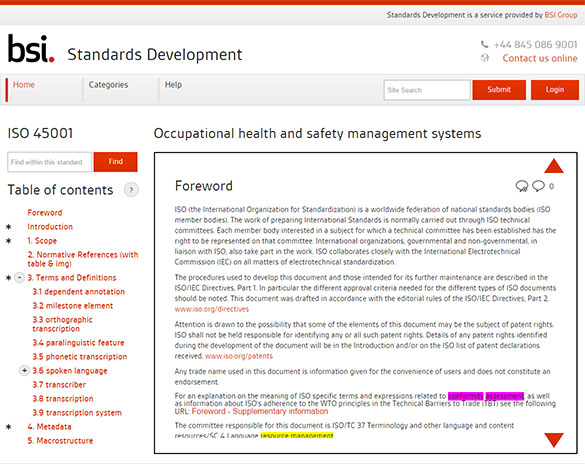 Standards Development is a service provided by BSI Group
bsi. Standards Development
+44 845 086 9001
Contact us online
Home
Categories
Help
Site Search
Submit
Login
ISO 45001
Find within this standard
Find
Table of contents
?
Foreword
* Introduction
* 1. Scope
2. Normative References (with
table & img)
* - 3. Terms and Definitions
3.1 dependent annotation
3.2 milestone element
3.3 orthographic
transcription
3.4 paralinguistic feature
3.5 phonetic transcription
+ 3.6 spoken language
3.7 transcriber
3.8 transcription
3.9 transcription system
* 4. Metadata
5. Macrostructure
Occupational health and safety management systems
Foreword
0
ISO (the International Organization for Standardization) is a worldwide federation of national standards bodies (ISO
member bodies). The work of preparing International Standards is normally carried out through ISO technical
committees. Each member body interested in a subject for which a technical committee has been established has the
right to be represented on that committee. International organizations, governmental and non-governmental, in
liaison with ISO, also take part in the work. ISO collaborates closely with the International Electrotechnical
Commission (IEC) on all matters of electrotechnical standardization.
The procedures used to develop this document and those intended for its further maintenance are described in the
ISO/IEC Directives, Part 1. In particular the different approval criteria needed for the different types of ISO documents
should be noted. This document was drafted in accordance with the editorial rules of the ISO/IEC Directives, Part 2.
www.iso.org/directives
Attention is drawn to the possibility that some of the elements of this document may be the subject of patent rights.
ISO shall not be held responsible for identifying any or all such patent rights. Details of any patent rights identified
during the development of the document will be in the Introduction and/or on the ISO list of patent declarations
received. www.iso.org/patents
Any trade name used in this document is information given for the convenience of users and does not constitute an
endorsement.
For an explanation on the meaning of ISO specific terms and expressions related to conformity assessment, as well
as information about ISO's adherence to the WTO principles in the Technical Barriers to Trade (TBT) see the following
URL: Foreword - Supplementary information
The committee responsible for this document is ISO/TC 37 Terminology and other language and content
resources/SC 4 Language resource management